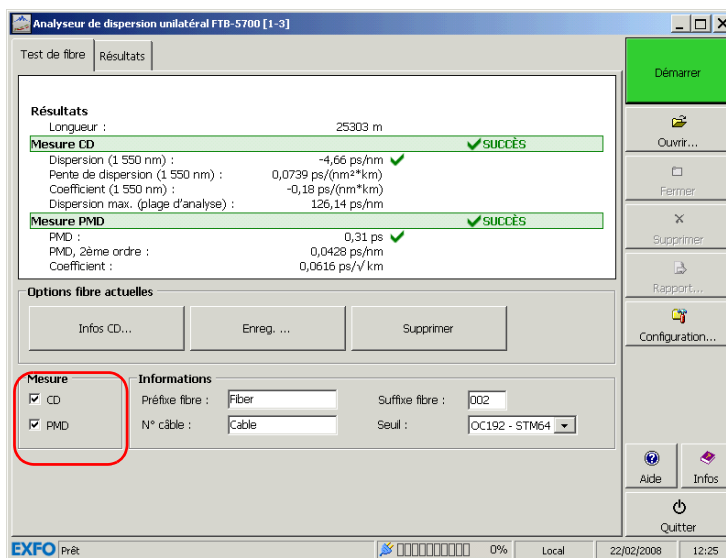 Analyseur de dispersion unilatéral FTB-5700 [1-3]
Test de fibre Résultats
Résultats
Longueur : 25303 m
Mesure CD SUCCÈS
Dispersion (1 550 nm) : -4,66 ps/nm
Pente de dispersion (1 550 nm) : 0,0739 ps/(nm²*km)
Coefficient (1 550 nm) : -0,18 ps/(nm*km)
Dispersion max. (plage d'analyse) : 126,14 ps/nm
Mesure PMD SUCCÈS
PMD : 0,31 ps
PMD, 2ème ordre : 0,0428 ps/nm
Coefficient : 0,0616 ps/√km
Options fibre actuelles
Infos CD... Enreg. ... Supprimer
Mesure
CD
PMD
Informations
Préfixe fibre : Fiber Suffixe fibre : 002
N° câble : Cable Seuil : OC192 - STM64
Démarrer
Ouvrir...
Fermer
Supprimer
Rapport...
Configuration...
Aide Infos
Quitter
EXFO Prêt 0% Local 22/02/2008 12:25